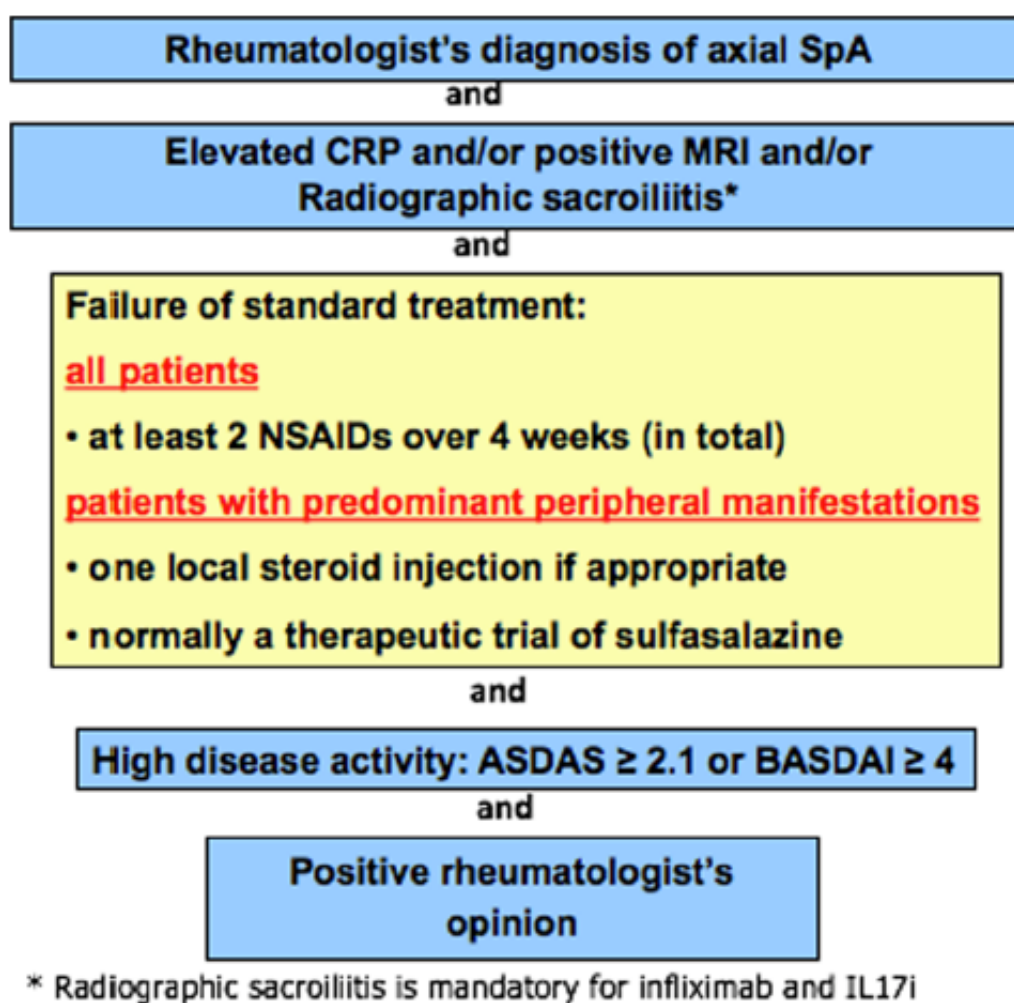 Rheumatologist's diagnosis of axial SpA
and
Elevated CRP and/or positive MRI and/or
Radiographic sacroiliitis*
and
Failure of standard treatment:
all patients
• at least 2 NSAIDs over 4 weeks (in total)
patients with predominant peripheral manifestations
• one local steroid injection if appropriate
• normally a therapeutic trial of sulfasalazine
and
High disease activity: ASDAS ≥ 2.1 or BASDAI ≥ 4
and
Positive rheumatologist's
opinion
* Radiographic sacroiliitis is mandatory for infliximab and IL17i